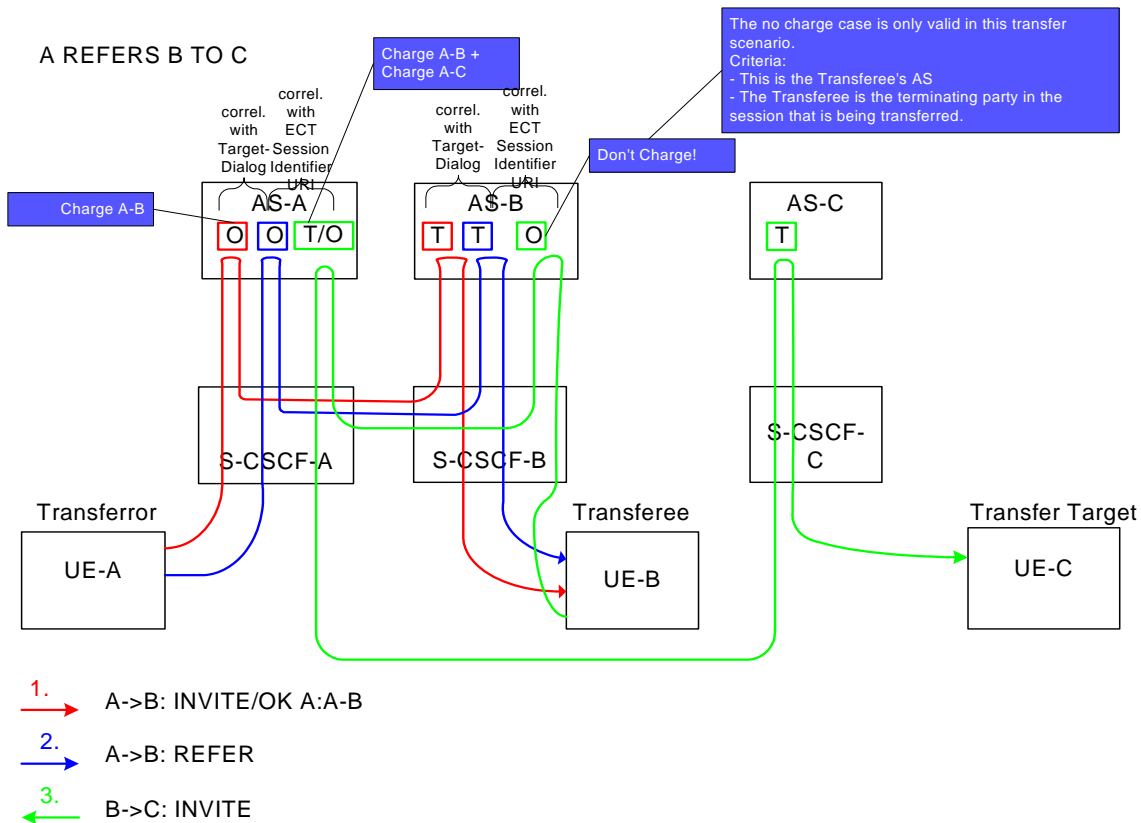 A REFERS B TO C
Charge A-B +
Charge A-C
The no charge case is only valid in this transfer
scenario.
Criteria:
- This is the Transferee's AS
- The Transferee is the terminating party in the
session that is being transferred.
correl.
with
Target-
Dialog
correl.
with
ECT
Session
Identifier
URI
correl.
with
Target-
Dialog
correl.
with
ECT
Session
Identifier
URI
Don't Charge!
Charge A-B
AS-A
O
O
T/O
AS-B
T
T
O
AS-C
T
S-CSCF-A
S-CSCF-B
S-CSCF-
C
Transferror
UE-A
Transferee
UE-B
Transfer Target
UE-C
1.
A->B: INVITE/OK A:A-B
2.
A->B: REFER
3.
B->C: INVITE